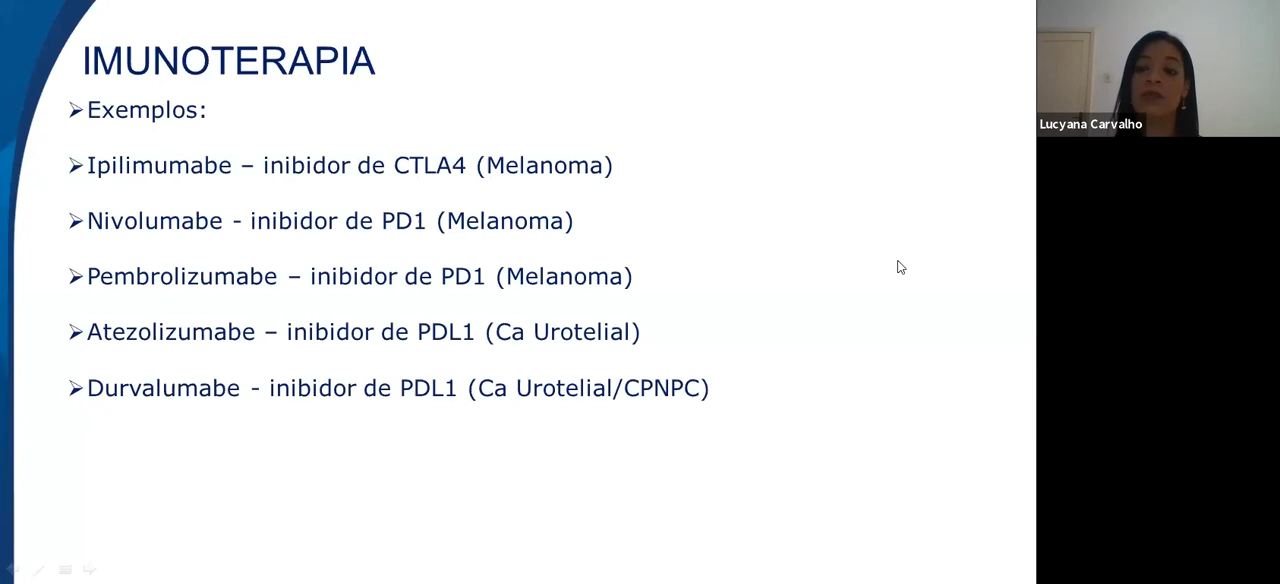 IMUNOTERAPIA
Exemplos:
Ipilimumabe – inibidor de CTLA4 (Melanoma)
Nivolumabe - inibidor de PD1 (Melanoma)
Pembrolizumabe – inibidor de PD1 (Melanoma)
Atezolizumabe – inibidor de PDL1 (Ca Urotelial)
Durvalumabe - inibidor de PDL1 (Ca Urotelial/CPNPC)
Lucyana Carvalho